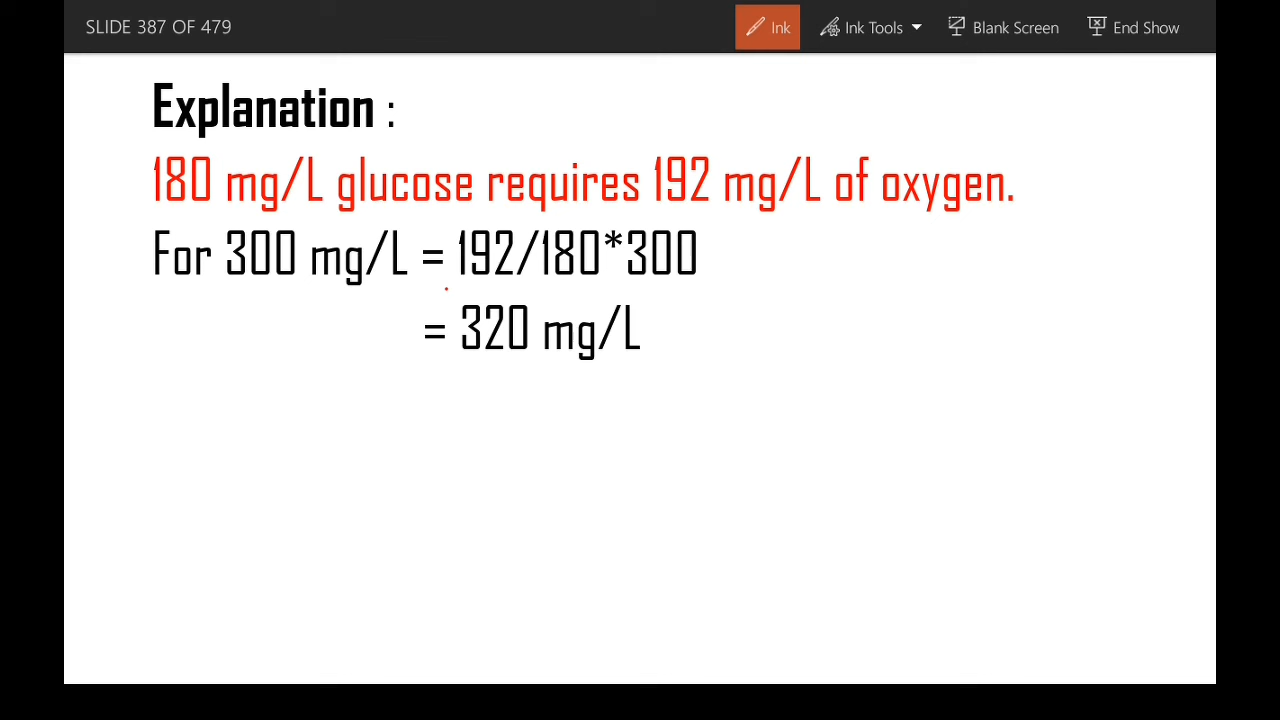 SLIDE 387 OF 479
Ink
Ink Tools
Blank Screen
End Show
Explanation :
180 mg/L glucose requires 192 mg/L of oxygen.
For 300 mg/L = 192/180*300
= 320 mg/L